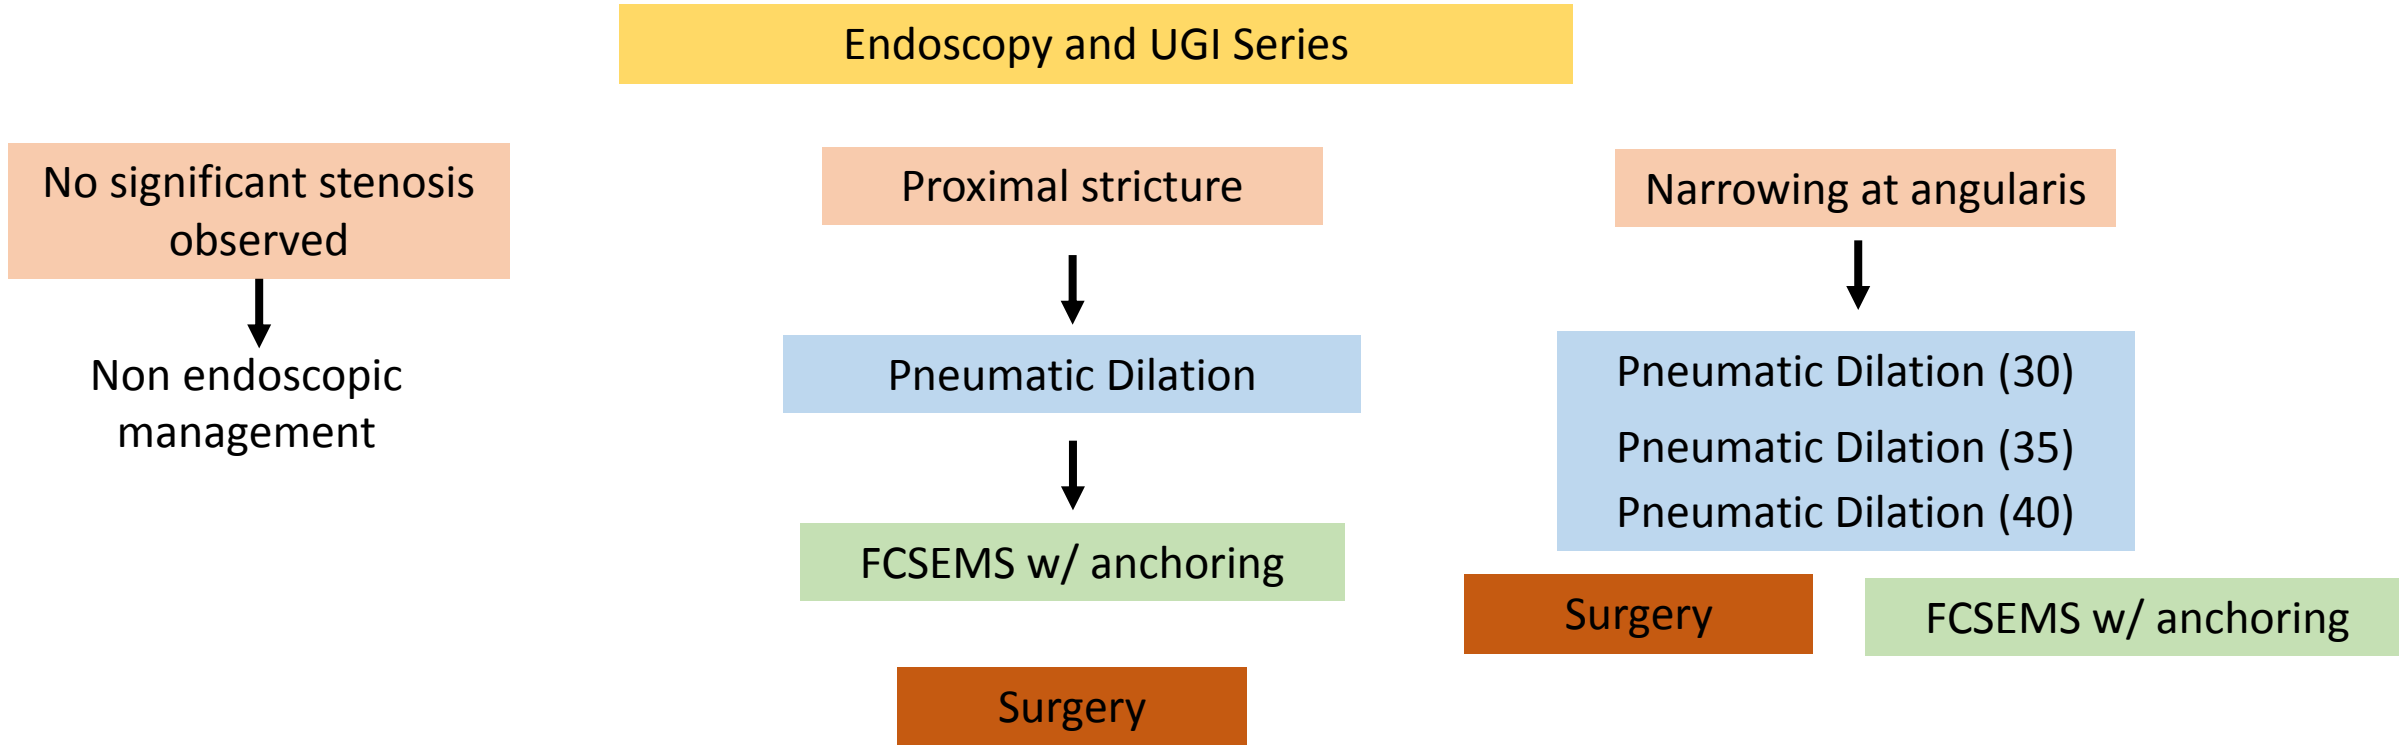 Endoscopy and UGI Series
No significant stenosis
observed
Non endoscopic
management
Proximal stricture
Pneumatic Dilation
FCSEMS w/ anchoring
Surgery
Narrowing at angularis
Pneumatic Dilation (30)
Pneumatic Dilation (35)
Pneumatic Dilation (40)
Surgery
FCSEMS w/ anchoring